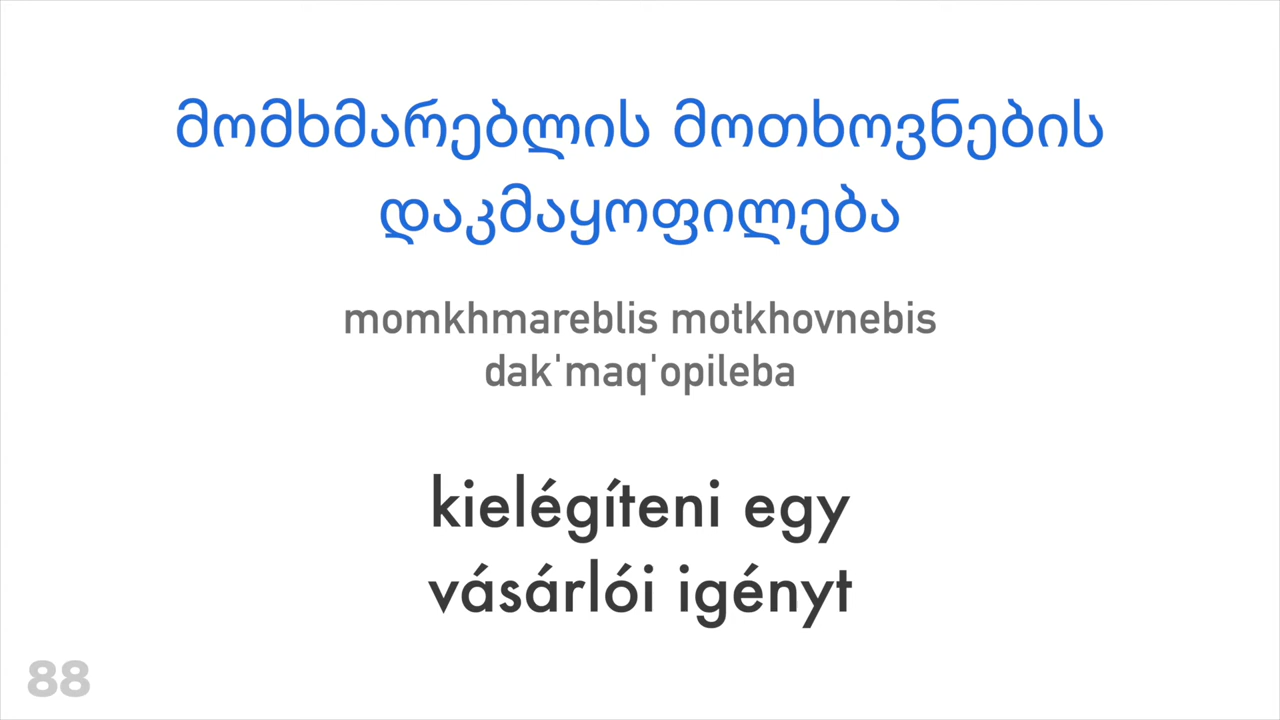 მომხმარებლის მოთხოვნების
დაკმაყოფილება
momkhmareblis motkhovnebis
dak'maq'opileba
kielégíteni egy
vásárlói igényt
88